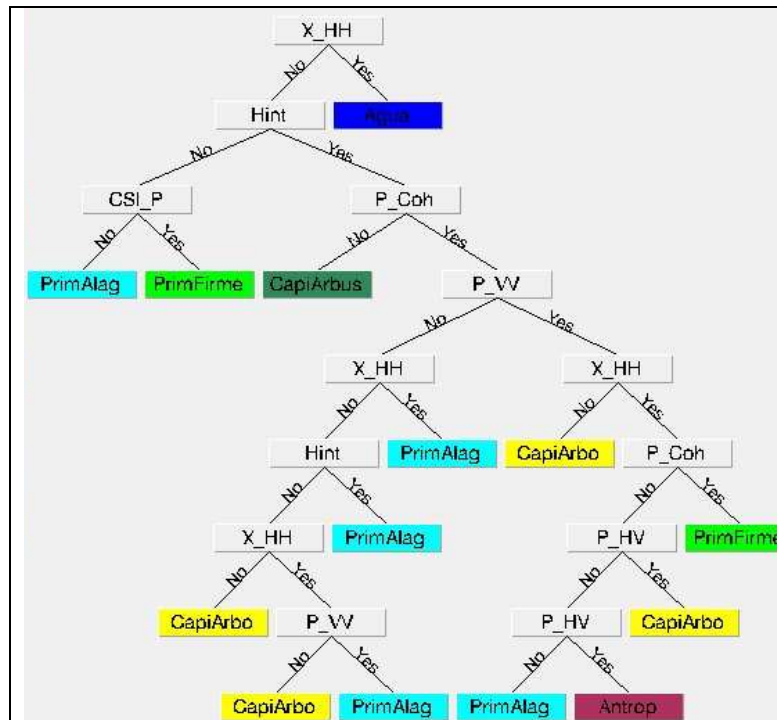 X_HH
No Yes
Hint Agua
No Yes
CSI_P P_Coh
No Yes No Yes
PrimAlag PrimFirme CapiArbus P_VV
No Yes
X_HH X_HH
No Yes No Yes
Hint PrimAlag CapiArbo P_Coh
No Yes No Yes
X_HH PrimAlag P_HV PrimFirme
No Yes No Yes
CapiArbo P_VV P_HV CapiArbo
No Yes No Yes
CapiArbo PrimAlag PrimAlag Antrop